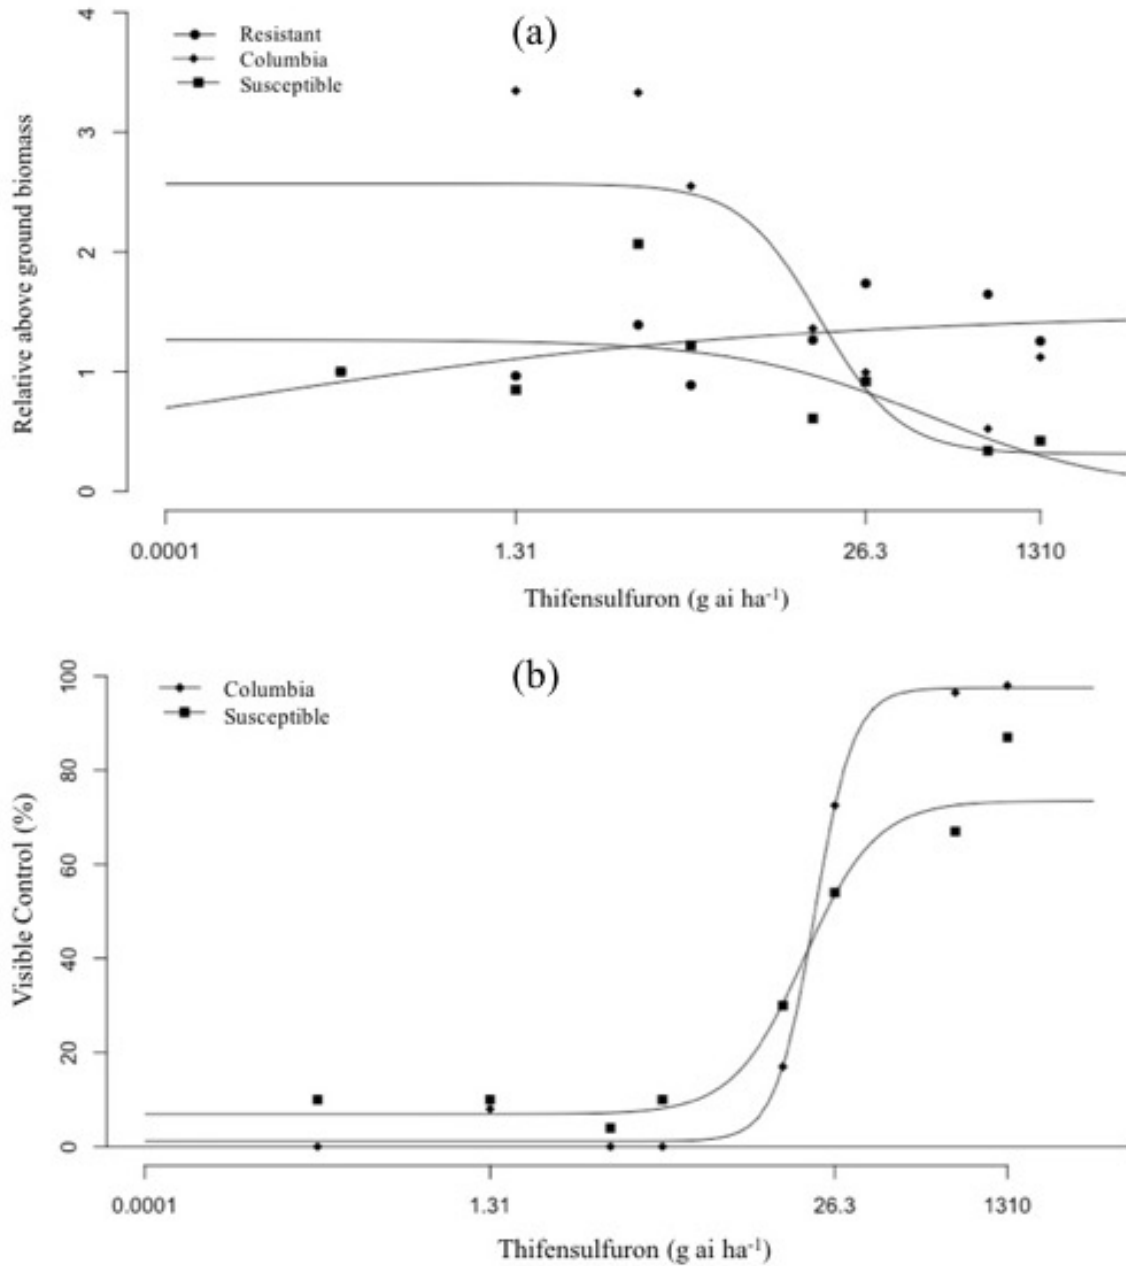 (a)
Resistant
Columbia
Susceptible
Relative above ground biomass
4
3
2
1
0
0.0001 1.31 26.3 1310
Thifensulfuron (g ai ha-1)
(b)
Columbia
Susceptible
Visible Control (%)
100
80
60
40
20
0
0.0001 1.31 26.3 1310
Thifensulfuron (g ai ha-1)